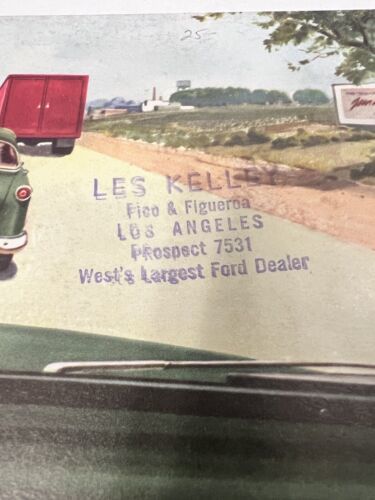 25-
LES KELLEY
Pico & Figueroa
LOS ANGELES
PRospect 7531
West's Largest Ford Dealer